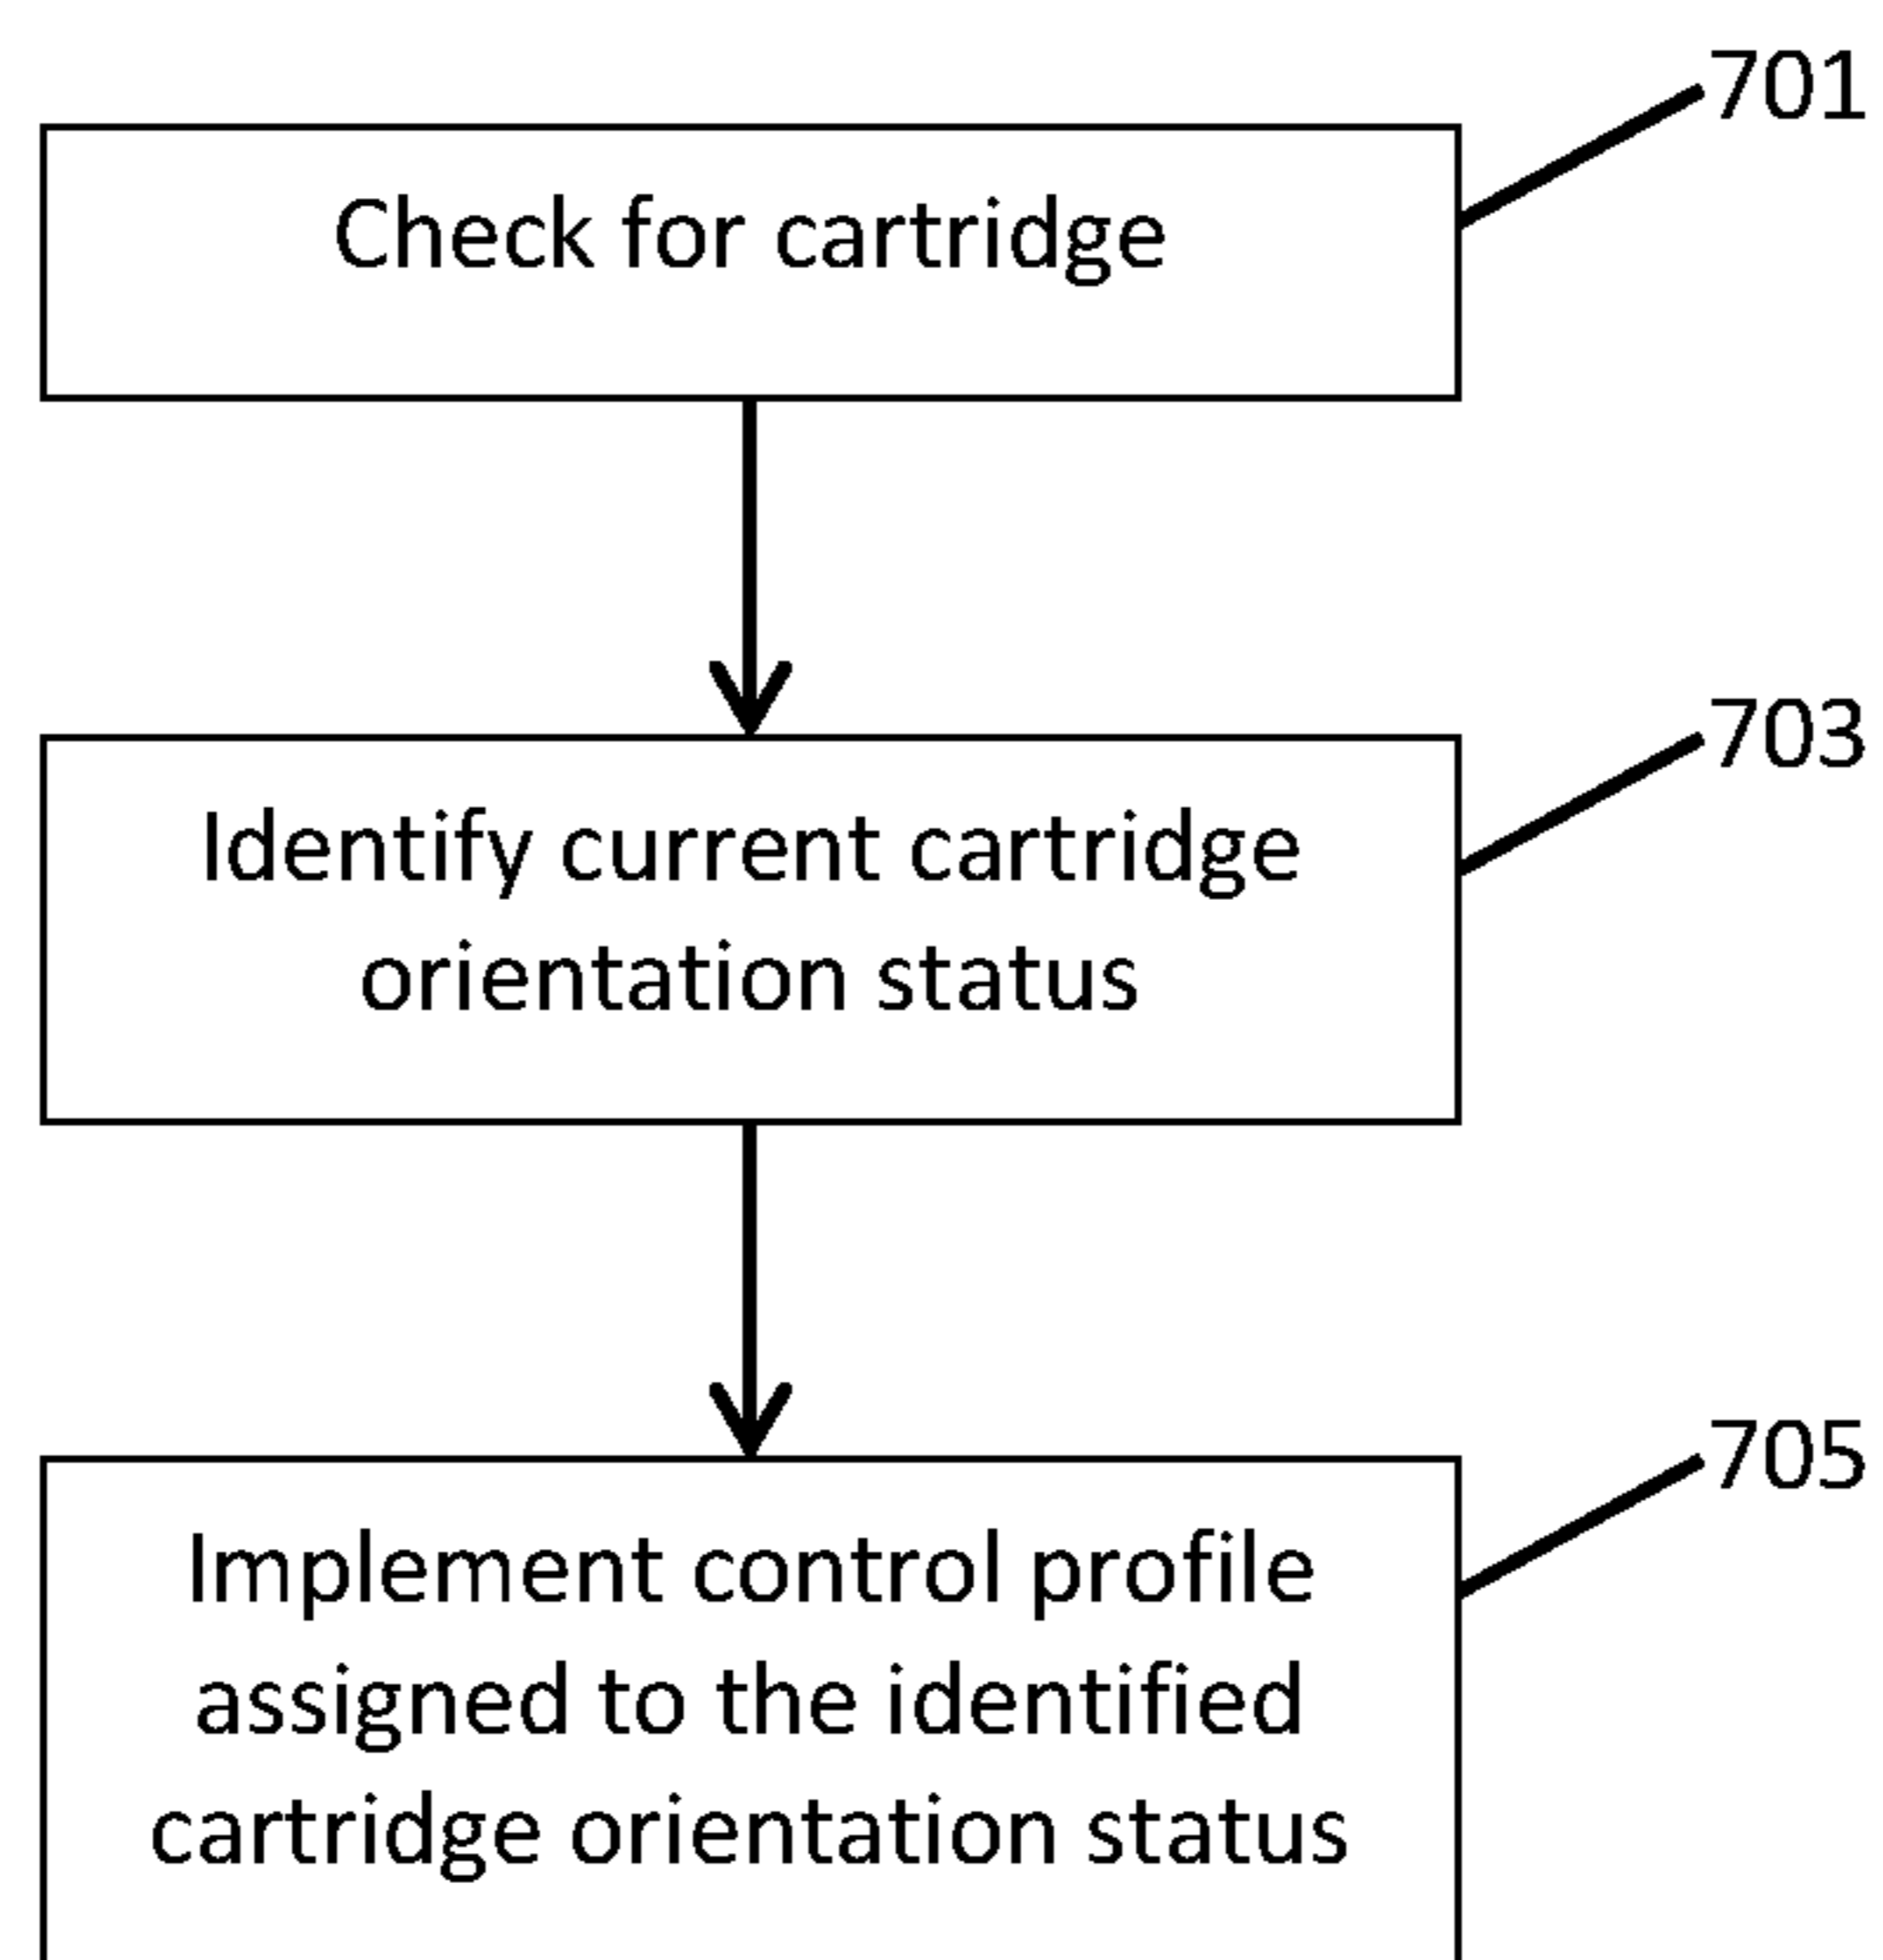 701
Check for cartridge
703
Identify current cartridge
orientation status
705
Implement control profile
assigned to the identified
cartridge orientation status